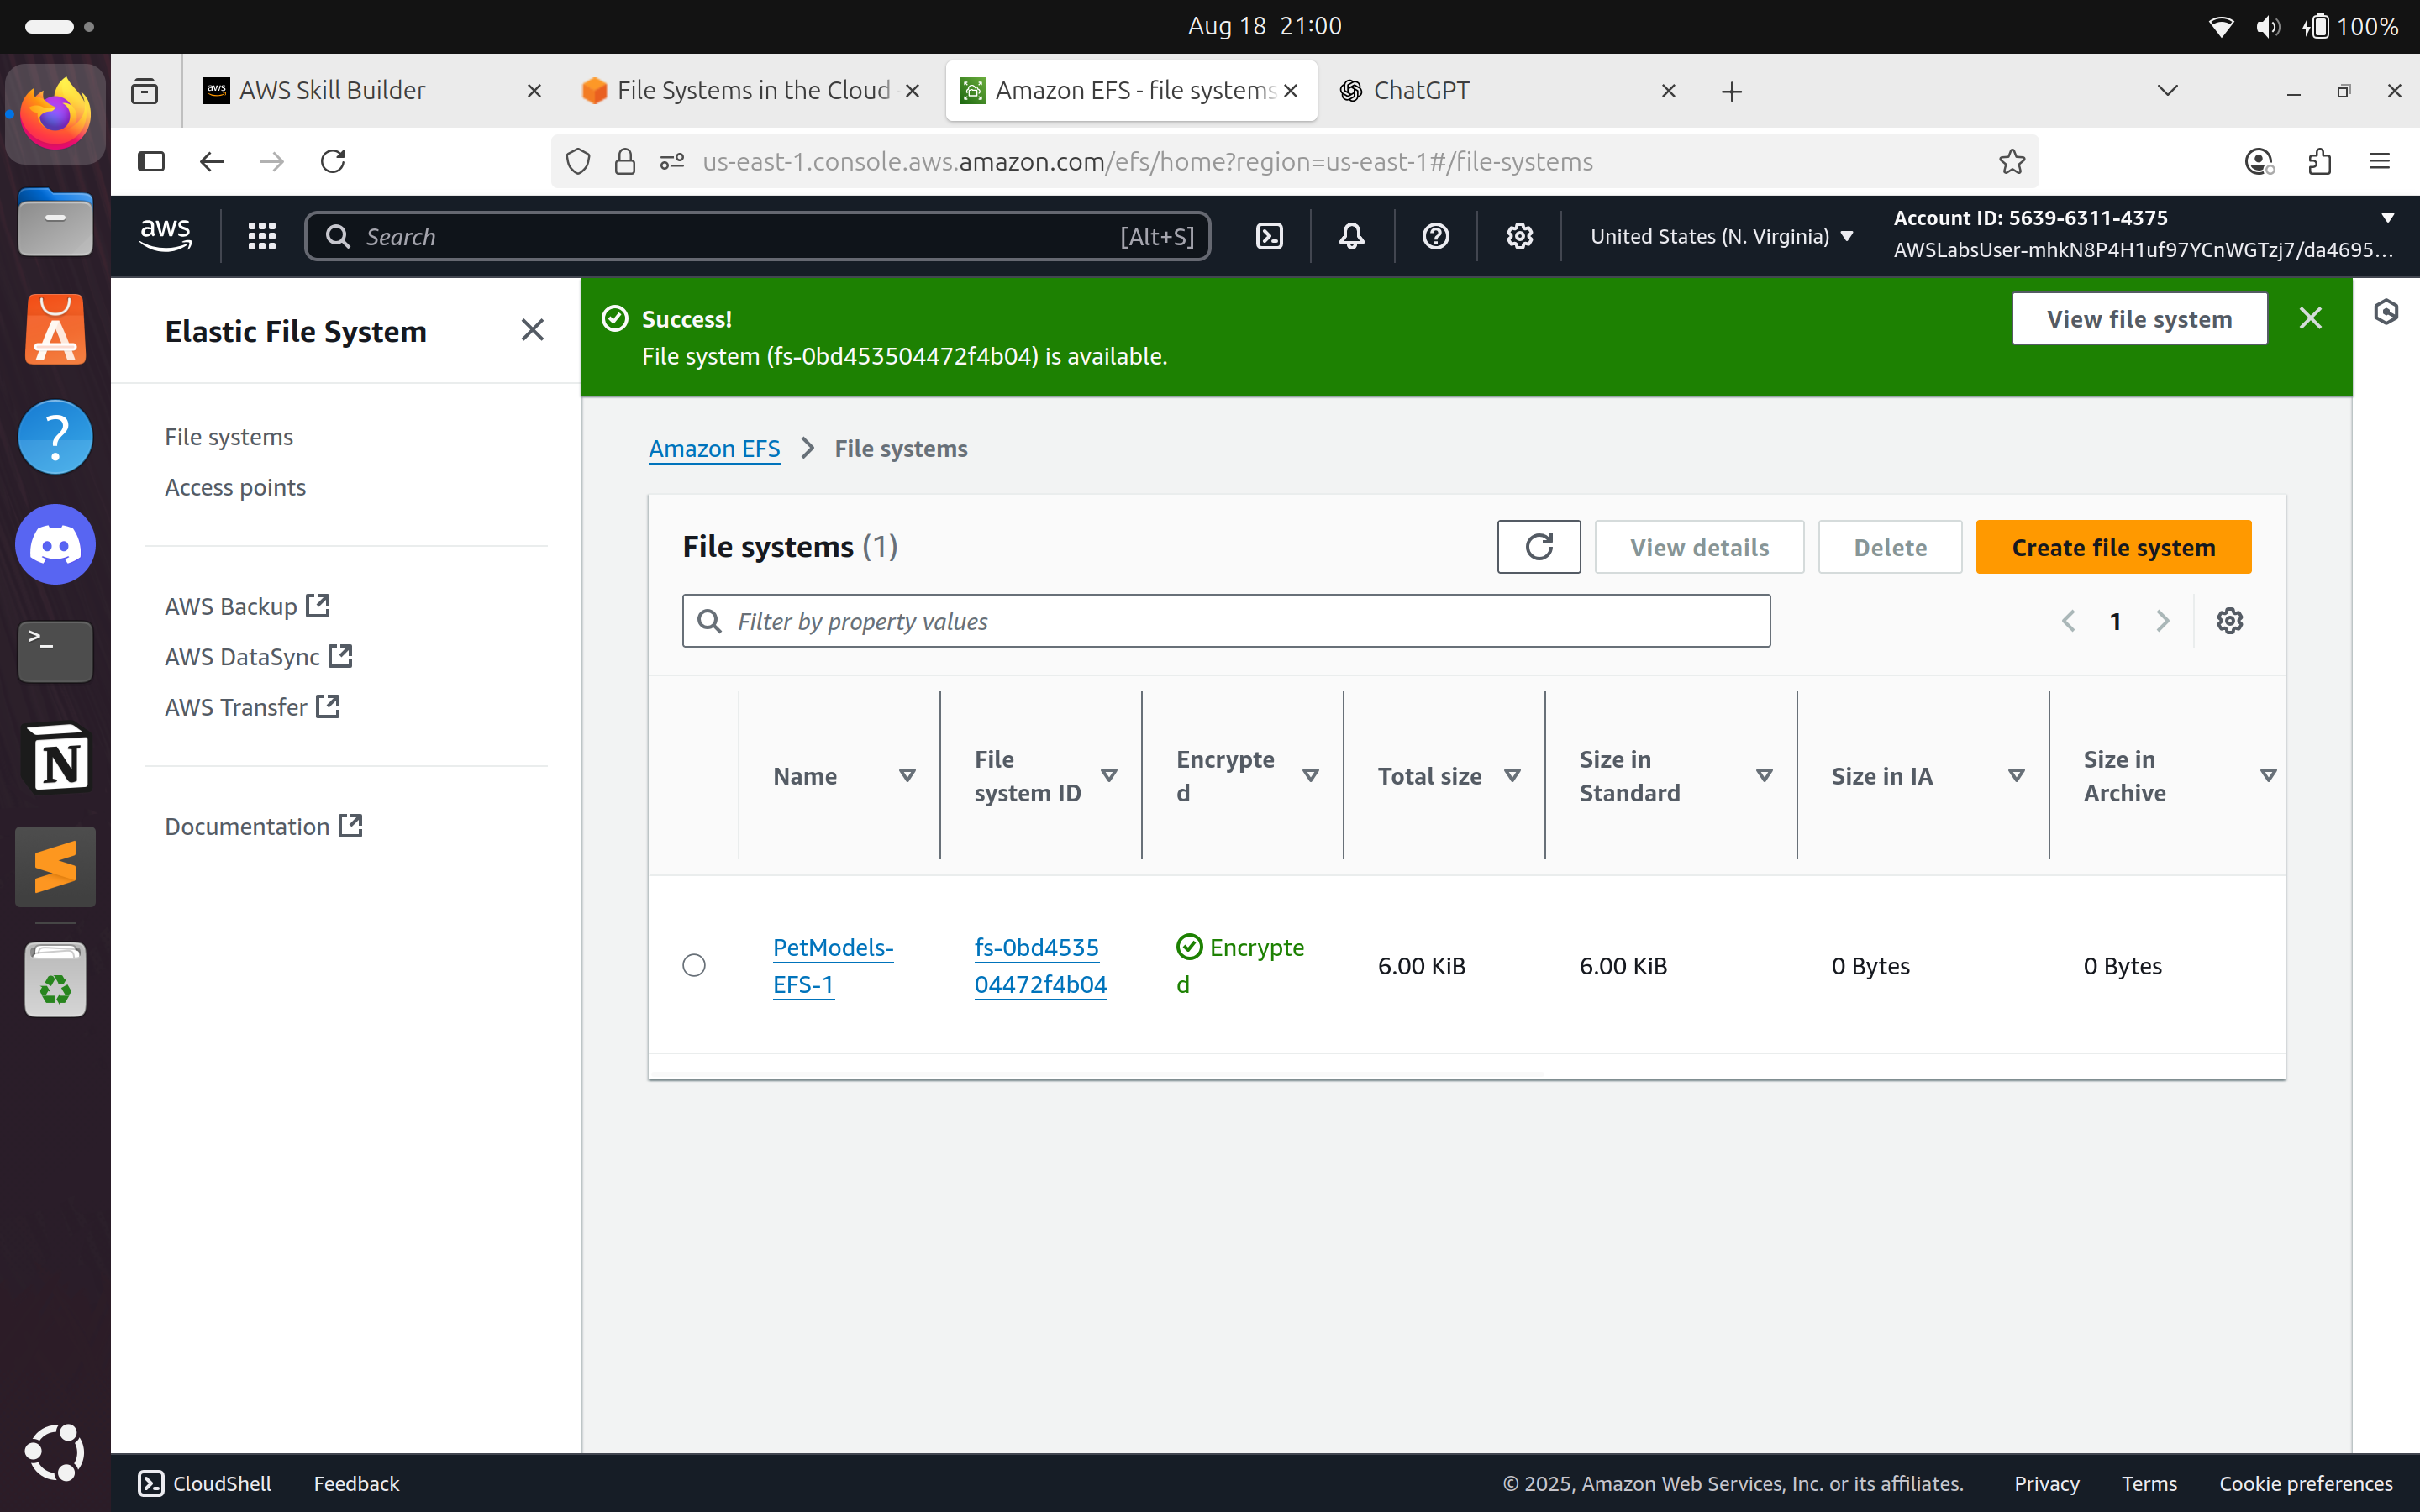 Aug 18 21:00
100%
AWS Skill Builder
File Systems in the Cloud
Amazon EFS - file systems
ChatGPT
us-east-1.console.aws.amazon.com/efs/home?region=us-east-1#/file-systems
aws
Search
[Alt+S]
United States (N. Virginia)
Account ID: 5639-6311-4375
AWSLabsUser-mhkN8P4H1uf97YCnWGTzj7/da4695...
Elastic File System
File systems
Access points
AWS Backup
AWS DataSync
AWS Transfer
Documentation
Success!
File system (fs-0bd453504472f4b04) is available.
View file system
Amazon EFS > File systems
File systems (1)
View details
Delete
Create file system
Filter by property values
1
Name
File
system ID
Encrypte
d
Total size
Size in
Standard
Size in IA
Size in
Archive
PetModels-
EFS-1
fs-0bd4535
04472f4b04
Encrypte
d
6.00 KiB
6.00 KiB
0 Bytes
0 Bytes
CloudShell
Feedback
© 2025, Amazon Web Services, Inc. or its affiliates.
Privacy
Terms
Cookie preferences